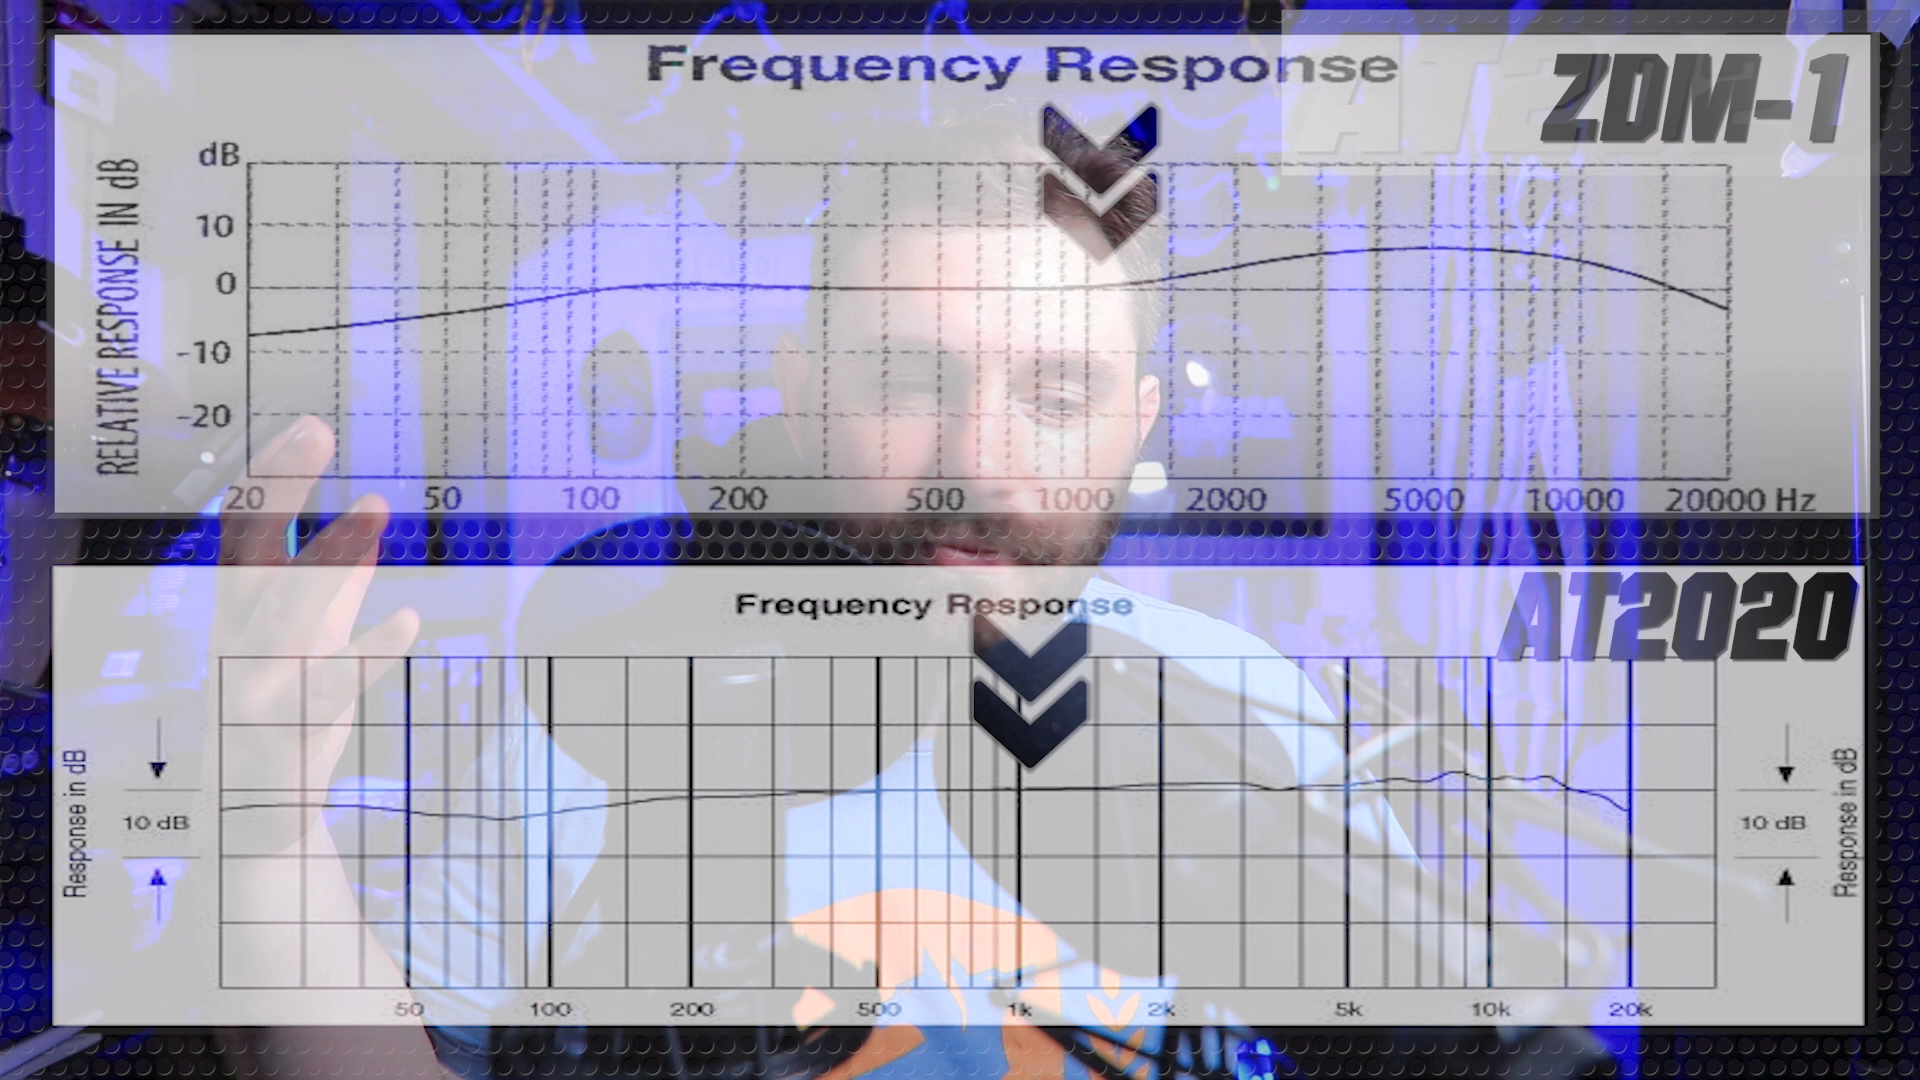 Frequency Response
ZDM-1
RELATIVE RESPONSE IN dB
dB
10
0
-10
-20
20 50 100 200 500 1000 2000 5000 10000 20000 Hz
Frequency Response
AT2020
Response in dB
10 dB
10 dB
Response in dB
50 100 200 500 1k 2k 5k 10k 20k